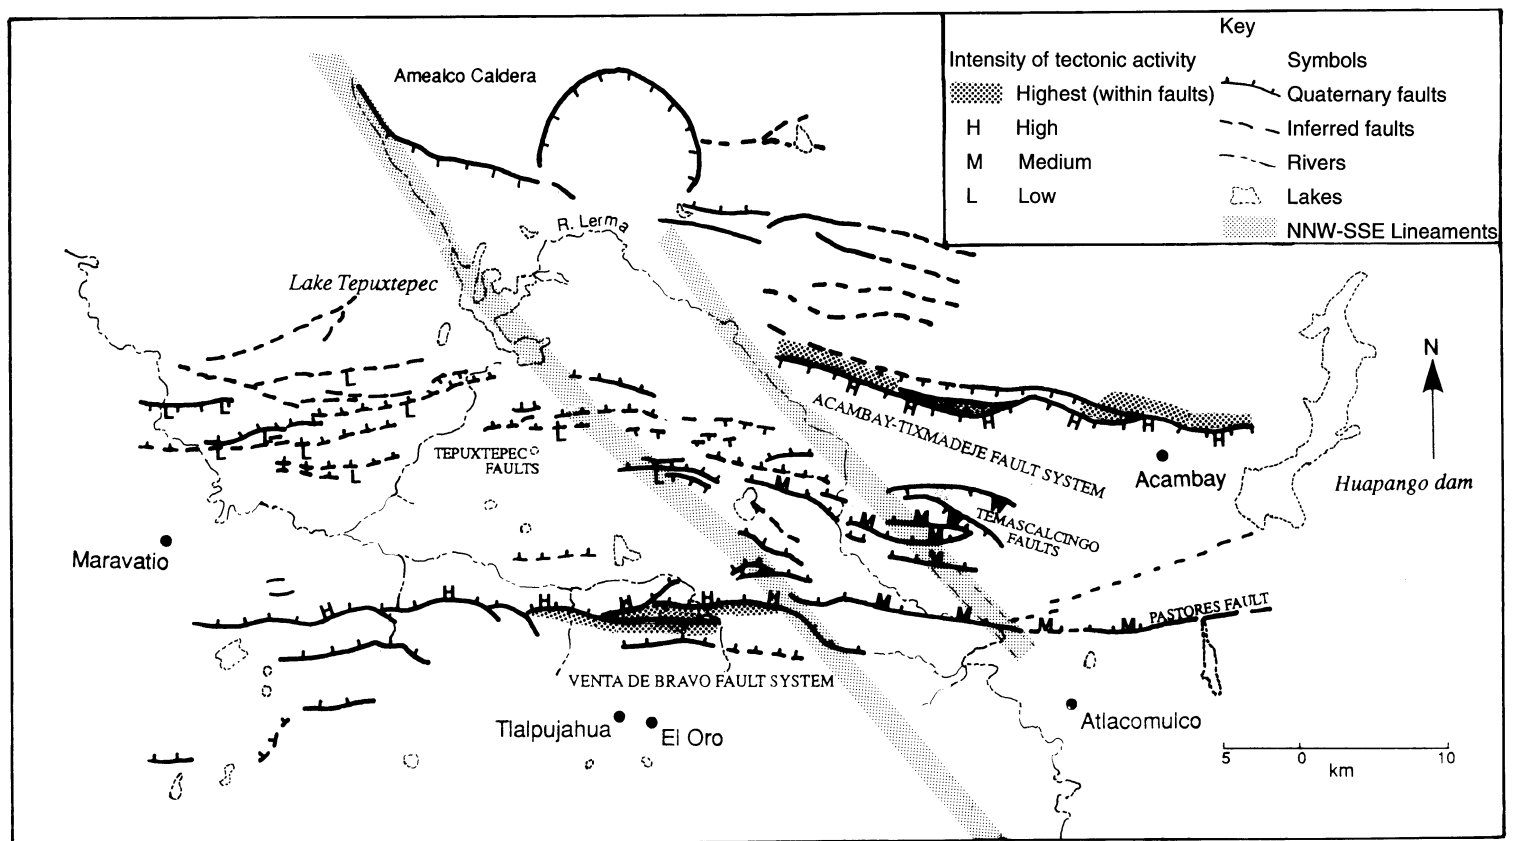 Key
Intensity of tectonic activity
Symbols
Highest (within faults)
Quaternary faults
H High
Inferred faults
M Medium
Rivers
L Low
Lakes
NNW-SSE Lineaments
Amealco Caldera
R. Lerma
Lake Tepuxtepec
N
L
L
L
L
L
L
L
L
L
L
L
H
H
H
H
H
H
ACAMBAY-TIXMADEJE FAULT SYSTEM
Acambay
Huapango dam
TEPUXTEPEC
FAULTS
M
M
M
M
M
M
M
TEMASCALCINGO
FAULTS
Maravatio
H
H
H
H
H
H
M
M
M
M
PASTORES FAULT
VENTA DE BRAVO FAULT SYSTEM
Tlalpujahua
El Oro
Atlacomulco
5 0 10
km